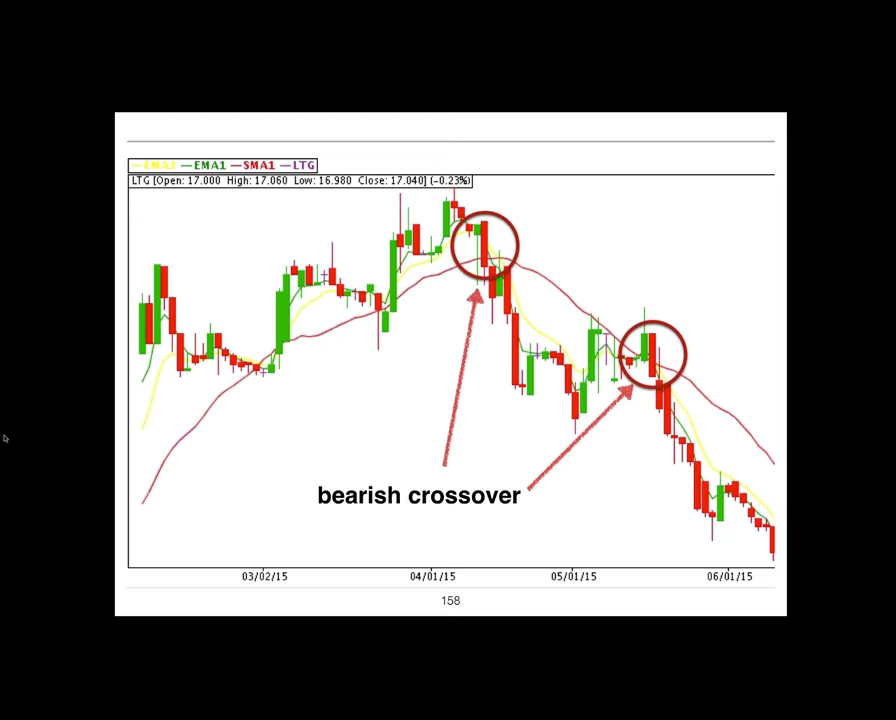 EMA3 EMA1 SMA1 LTG
LTG [Open: 17.000 High: 17.060 Low: 16.980 Close: 17.040] (-0.23%)
bearish crossover
03/02/15 04/01/15 05/01/15 06/01/15
158